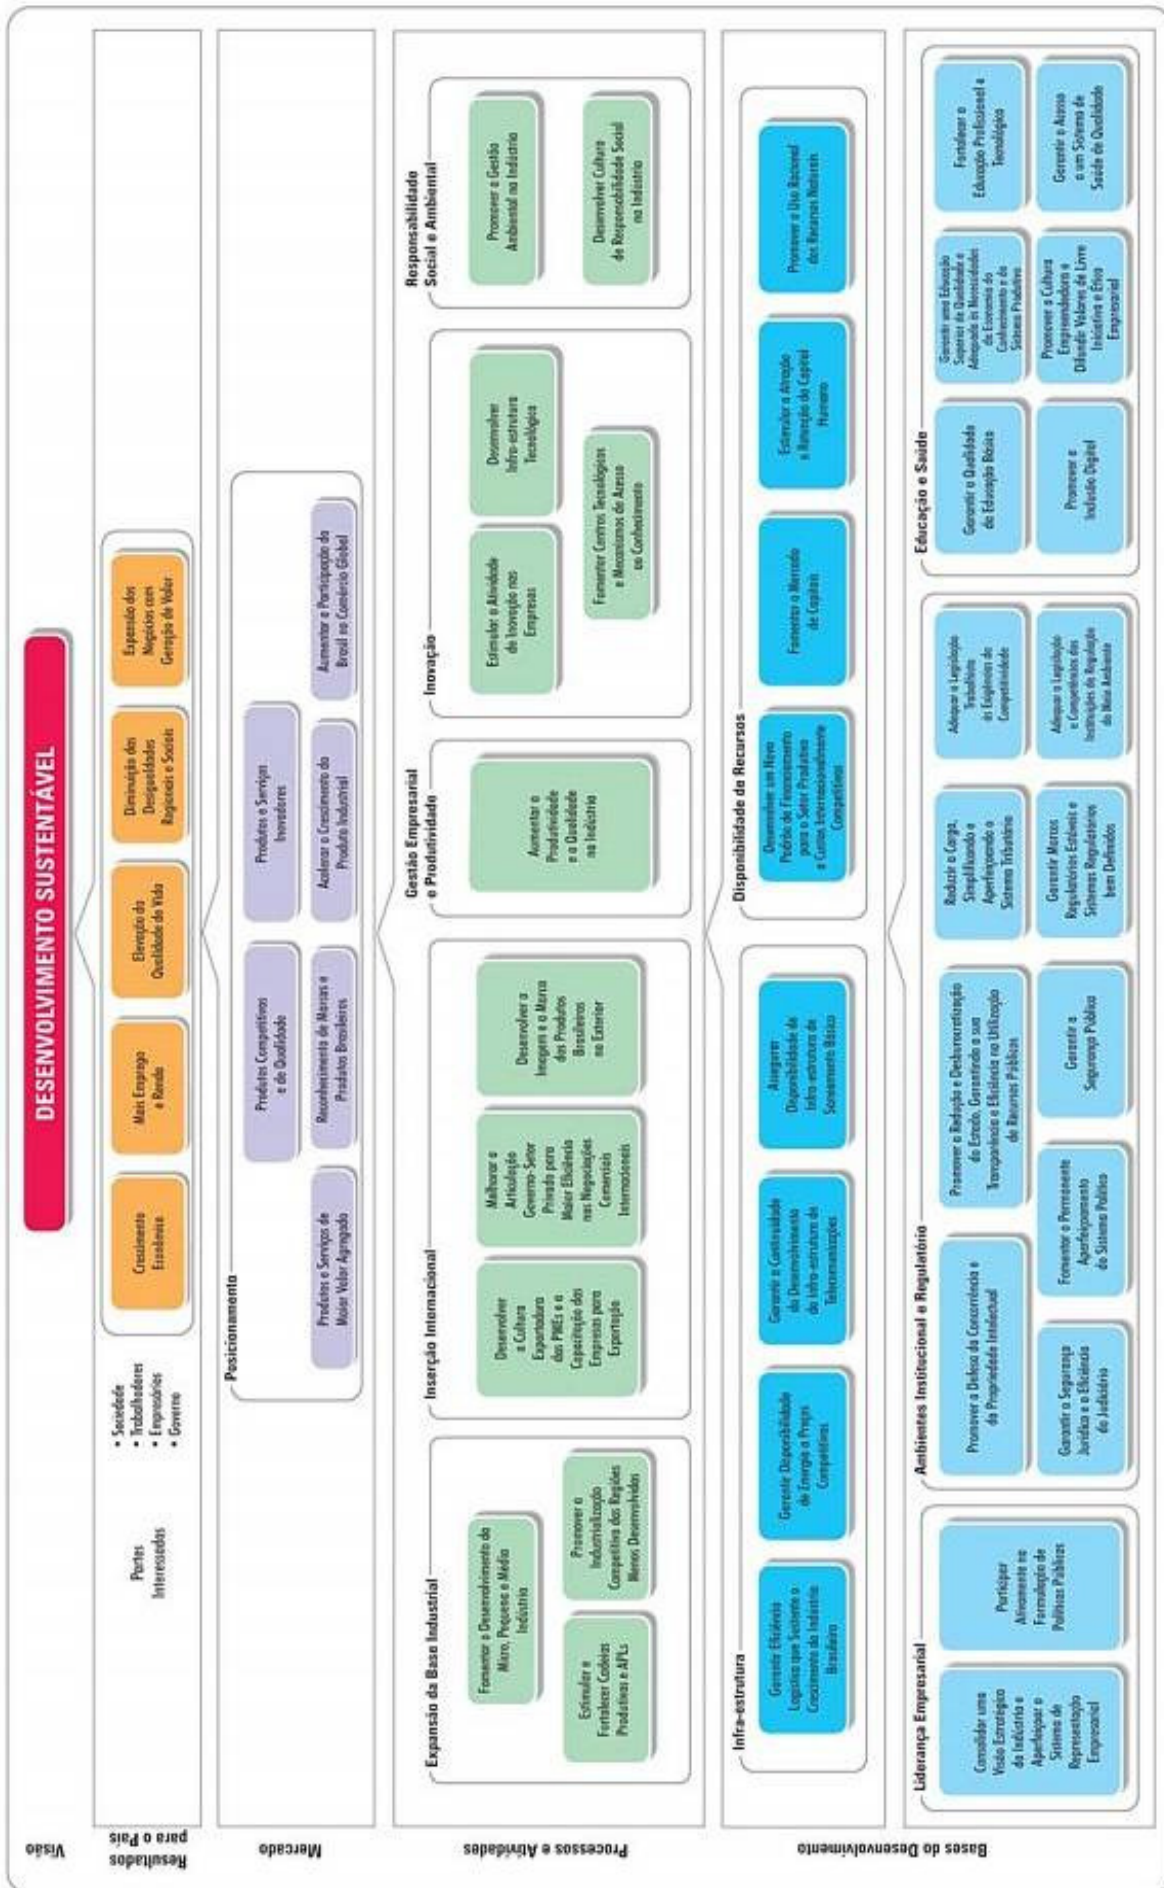 DESENVOLVIMENTO SUSTENTÁVEL
Visão
Resultados
para o País
Partes
Interessadas
• Sociedade
• Trabalhadores
• Empresários
• Governo
Crescimento
Econômico
Mais Emprego
e Renda
Elevação da
Qualidade de Vida
Diminuição das
Desigualdades
Regionais e Sociais
Expansão dos
Negócios com
Geração de Valor
Mercado
Posicionamento
Produtos Competitivos
e de Qualidade
Produtos e Serviços
Inovadores
Produtos e Serviços de
Maior Valor Agregado
Reconhecimento de Marcas e
Produtos Brasileiros
Acelerar o Crescimento do
Produto Industrial
Aumentar a Participação do
Brasil no Comércio Global
Processos e Atividades
Expansão da Base Industrial
Fomentar o Desenvolvimento da
Micro, Pequena e Média
Indústria
Estimular e
Fortalecer Cadeias
Produtivas e APLs
Promover a
Industrialização
Competitiva das Regiões
Menos Desenvolvidas
Inserção Internacional
Desenvolver
a Cultura
Exportadora
das PMEs e a
Capacitação das
Empresas para
Exportação
Melhorar a
Articulação
Governo-Setor
Privado para
Maior Eficiência
nas Negociações
Comerciais
Internacionais
Desenvolver a
Imagem e a Marca
dos Produtos
Brasileiros
no Exterior
Gestão Empresarial
e Produtividade
Aumentar a
Produtividade
e a Qualidade
na Indústria
Inovação
Estimular a Atividade
de Inovação nas
Empresas
Desenvolver
Infra-estrutura
Tecnológica
Fomentar Centros Tecnológicos
e Mecanismos de Acesso
ao Conhecimento
Responsabilidade
Social e Ambiental
Promover a Gestão
Ambiental na Indústria
Desenvolver Cultura
de Responsabilidade Social
na Indústria
Bases do Desenvolvimento
Infra-estrutura
Garantir Eficiência
Logística que Sustente o
Crescimento da Indústria
Brasileira
Garantir Disponibilidade
de Energia a Preços
Competitivos
Garantir a Continuidade
do Desenvolvimento
da Infra-estrutura de
Telecomunicações
Assegurar
Disponibilidade de
Infra-estrutura de
Saneamento Básico
Disponibilidade de Recursos
Desenvolver um Novo
Padrão de Financiamento
para o Setor Produtivo
a Custos Internacionalmente
Competitivos
Fomentar o Mercado
de Capitais
Estimular a Atração
e Retenção do Capital
Humano
Promover o Uso Racional
dos Recursos Naturais
Liderança Empresarial
Consolidar uma
Visão Estratégica
da Indústria e
Aperfeiçoar o
Sistema de
Representação
Empresarial
Participar
Ativamente na
Formulação de
Políticas Públicas
Ambientes Institucional e Regulatório
Promover a Defesa da Concorrência e
da Propriedade Intelectual
Promover a Redução e Desburocratização
do Estado, Garantindo a sua
Transparência e Eficiência na Utilização
de Recursos Públicos
Reduzir a Carga,
Simplificando e
Aperfeiçoando o
Sistema Tributário
Adequar a Legislação
Trabalhista
às Exigências da
Competitividade
Garantir a Segurança
Jurídica e a Eficiência
do Judiciário
Fomentar o Permanente
Aperfeiçoamento
do Sistema Político
Garantir a
Segurança Pública
Garantir Marcos
Regulatórios Estáveis e
Sistemas Regulatórios
bem Definidos
Adequar a Legislação
e Competências das
Instituições de Regulação
do Meio Ambiente
Educação e Saúde
Garantir a Qualidade
da Educação Básica
Garantir uma Educação
Superior de Qualidade e
Adequada às Necessidades
da Economia do
Conhecimento e do
Sistema Produtivo
Fortalecer a
Educação Profissional e
Tecnológica
Promover a
Inclusão Digital
Promover a Cultura
Empreendedora e
Difundir Valores de Livre
Iniciativa e Ética
Empresarial
Garantir o Acesso
a um Sistema de
Saúde de Qualidade